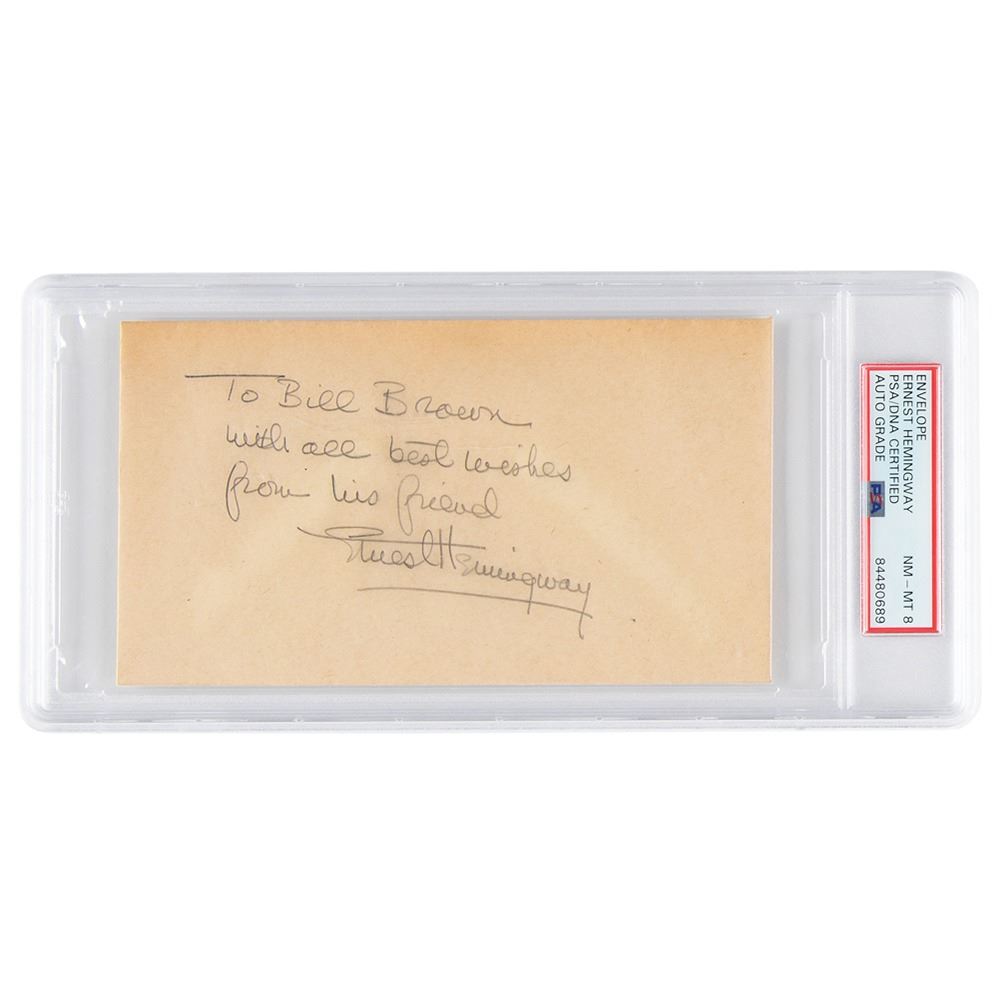 To Bill Brown
with all best wishes
from his friend
Ernest Hemingway
ENVELOPE
ERNEST HEMINGWAY NM – MT 8
PSA/DNA CERTIFIED
AUTO GRADE PSA 84480689